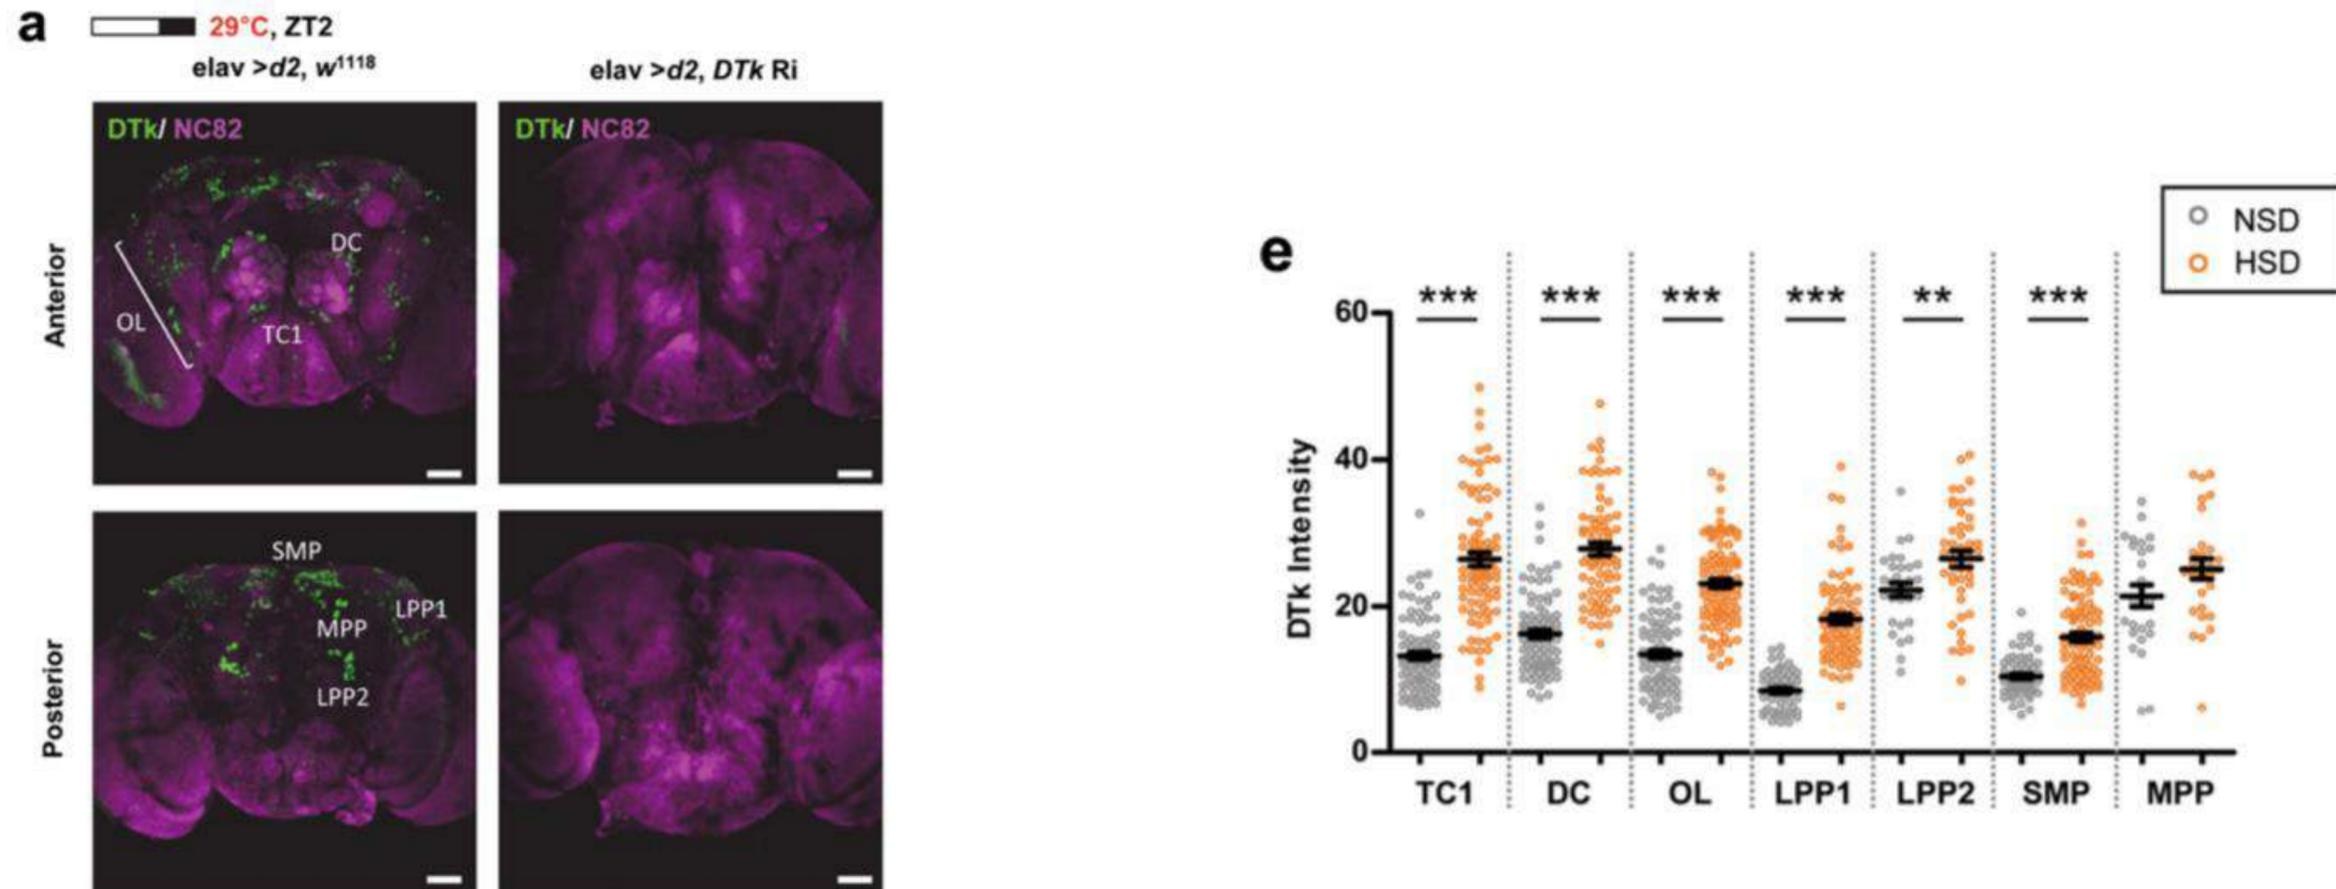 a
29°C, ZT2
elav >d2, w1118
elav >d2, DTk Ri
Anterior
DTk/ NC82
DC
OL
TC1
DTk/ NC82
Posterior
SMP
LPP1
MPP
LPP2
e
NSD
HSD
*** *** *** *** ** ***
DTk Intensity
60
40
20
0
TC1 DC OL LPP1 LPP2 SMP MPP